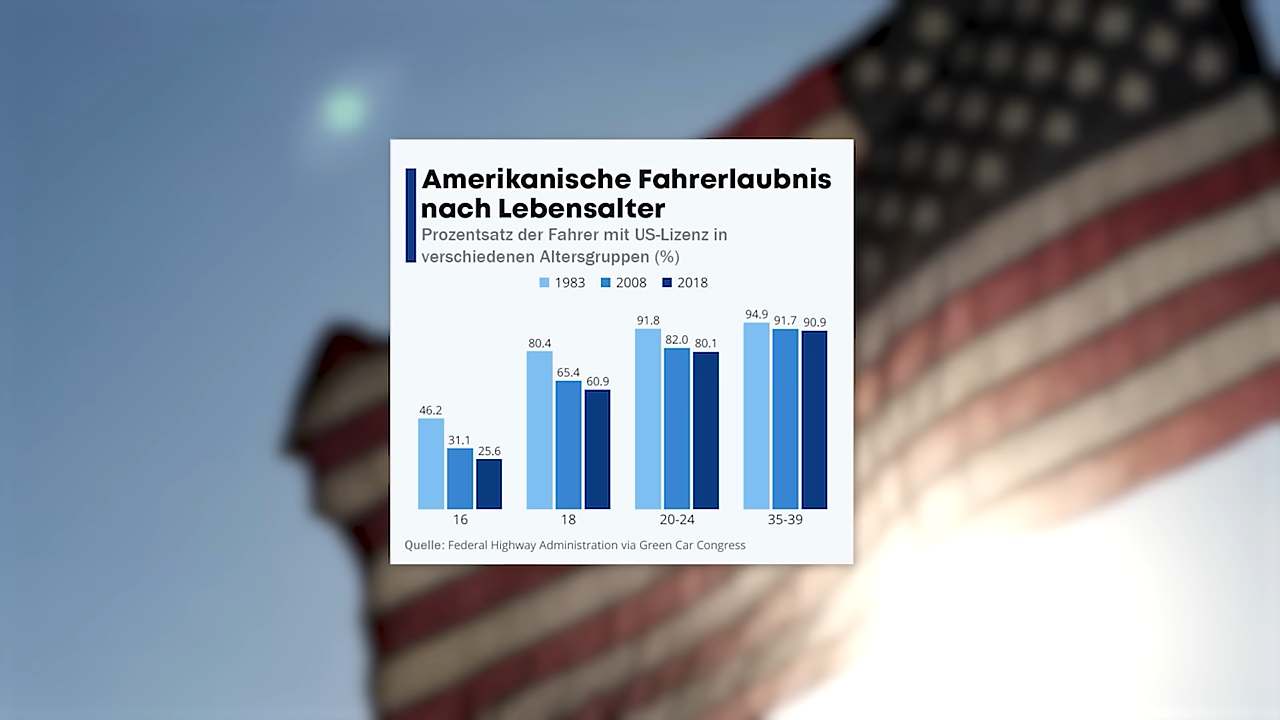 Amerikanische Fahrerlaubnis
nach Lebensalter
Prozentsatz der Fahrer mit US-Lizenz in
verschiedenen Altersgruppen (%)
1983 2008 2018
46.2 31.1 25.6
80.4 65.4 60.9
91.8 82.0 80.1
94.9 91.7 90.9
16 18 20-24 35-39
Quelle: Federal Highway Administration via Green Car Congress